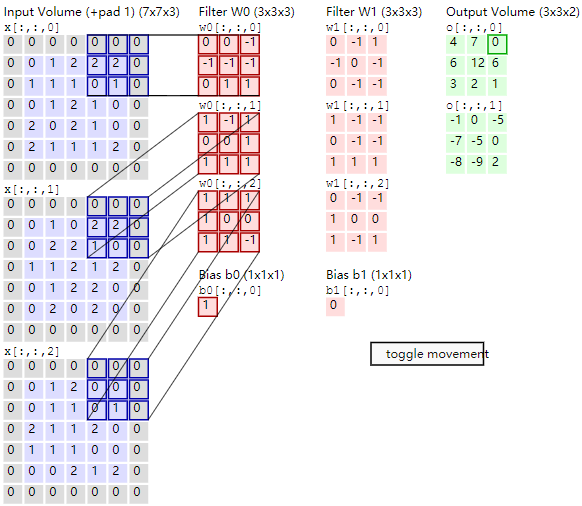 Input Volume (+pad 1) (7x7x3)
x[:,:,0]
0 0 0 0 0 0 0
0 0 1 2 2 2 0
0 1 1 1 0 1 0
0 0 1 2 1 0 0
0 2 0 2 1 0 0
0 2 1 1 1 2 0
0 0 0 0 0 0 0
x[:,:,1]
0 0 0 0 0 0 0
0 0 1 0 2 2 0
0 0 2 2 1 0 0
0 1 1 2 1 2 0
0 0 1 2 2 0 0
0 0 2 0 2 0 0
0 0 0 0 0 0 0
x[:,:,2]
0 0 0 0 0 0 0
0 0 1 2 0 0 0
0 0 1 1 0 1 0
0 2 1 1 2 0 0
0 1 1 1 0 0 0
0 0 0 2 1 2 0
0 0 0 0 0 0 0
Filter W0 (3x3x3)
w0[:,:,0]
0 0 -1
-1 -1 -1
0 1 1
w0[:,:,1]
1 -1 1
0 0 1
1 1 1
w0[:,:,2]
1 1 1
1 0 0
1 1 -1
Bias b0 (1x1x1)
b0[:,:,0]
1
Filter W1 (3x3x3)
w1[:,:,0]
0 -1 1
-1 0 -1
0 -1 -1
w1[:,:,1]
1 -1 -1
0 -1 -1
1 1 1
w1[:,:,2]
0 -1 -1
1 0 0
1 -1 1
Bias b1 (1x1x1)
b1[:,:,0]
0
Output Volume (3x3x2)
o[:,:,0]
4 7 0
6 12 6
3 2 1
o[:,:,1]
-1 0 -5
-7 -5 0
-8 -9 2
toggle movement